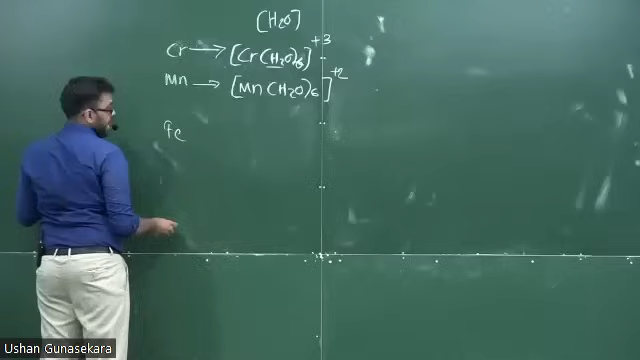 [H₂O]
Cr → [Cr(H₂O)₆]⁺³
Mn → [Mn(H₂O)₆]⁺²
Fe
Ushan Gunasekara